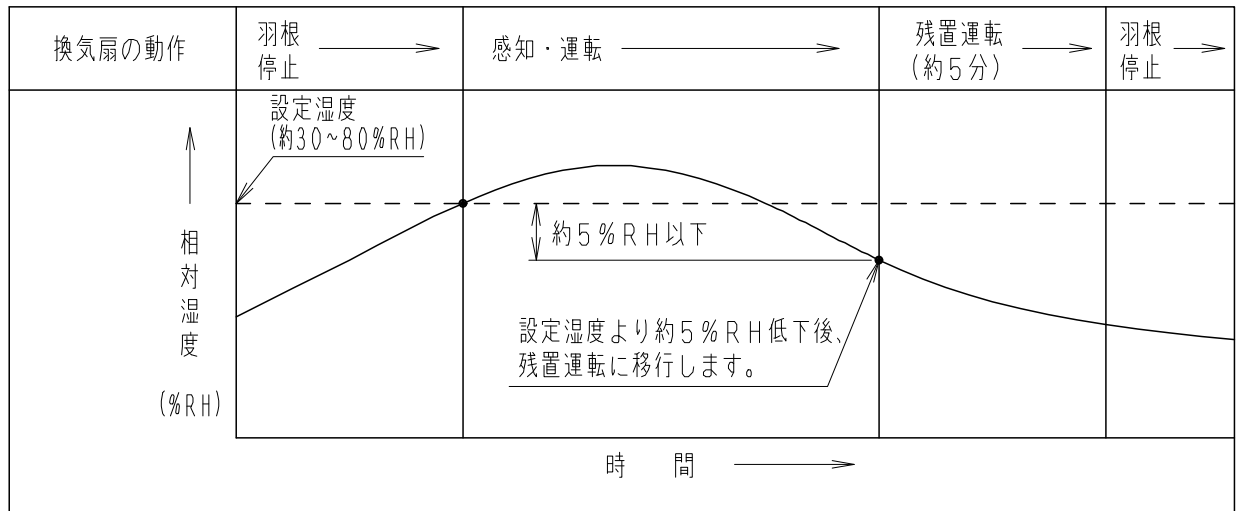 換気扇の動作
羽根
停止
感知・運転
残置運転
(約5分)
羽根
停止
設定湿度
(約30~80%RH)
相対湿度
(%RH)
約5%RH以下
設定湿度より約5%RH低下後、
残置運転に移行します。
時 間